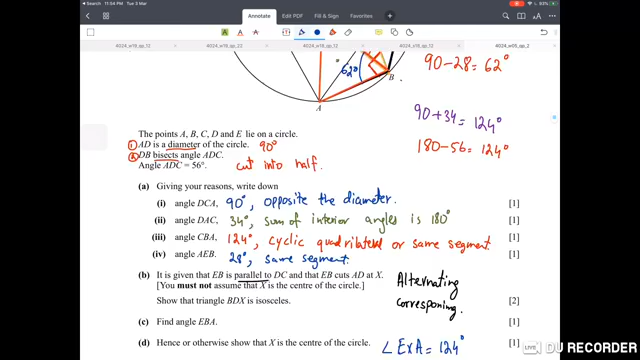 11:04 PM Tue 3 Mar
93%
Annotate Edit PDF Fill & Sign
4024_w18_qp_12 4024_w18_qp_22 4024_s19_qp_12 4024_s19_qp_22 4024_w05_qp_2
90-28=62°
62°
B
A
90+34=124°
180-56=124°
The points A, B, C, D and E lie on a circle.
① AD is a diameter of the circle. 90°
② DB bisects angle ADC. cut into half.
Angle ADC = 56°.
(a) Giving your reasons, write down
(i) angle DCA, 90°, opposite the diameter. [1]
(ii) angle DAC, 34°, sum of interior angles is 180° [1]
(iii) angle CBA, 124°, cyclic quadrilateral or same segment. [1]
(iv) angle AEB. 28°, same segment. [1]
(b) It is given that EB is parallel to DC and that EB cuts AD at X. Alternating
[You must not assume that X is the centre of the circle.]
Show that triangle BDX is isosceles. corresponing. [2]
(c) Find angle EBA. [1]
(d) Hence or otherwise show that X is the centre of the circle. [1]
∠ExA=124°
LIVE DU RECORDER